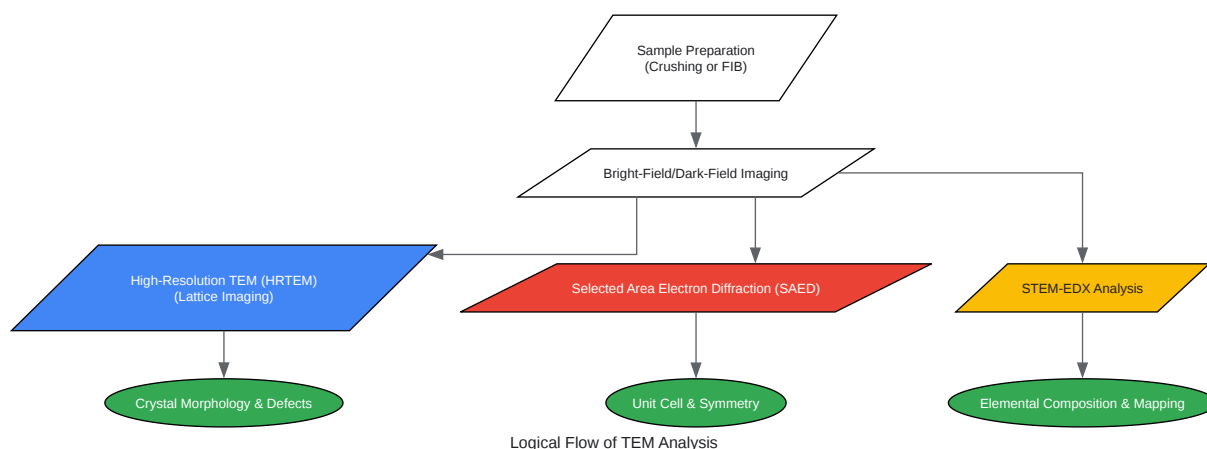 Sample Preparation
(Crushing or FIB)
Bright-Field/Dark-Field Imaging
High-Resolution TEM (HRTEM)
(Lattice Imaging)
Selected Area Electron Diffraction (SAED)
STEM-EDX Analysis
Crystal Morphology & Defects
Unit Cell & Symmetry
Elemental Composition & Mapping
Logical Flow of TEM Analysis